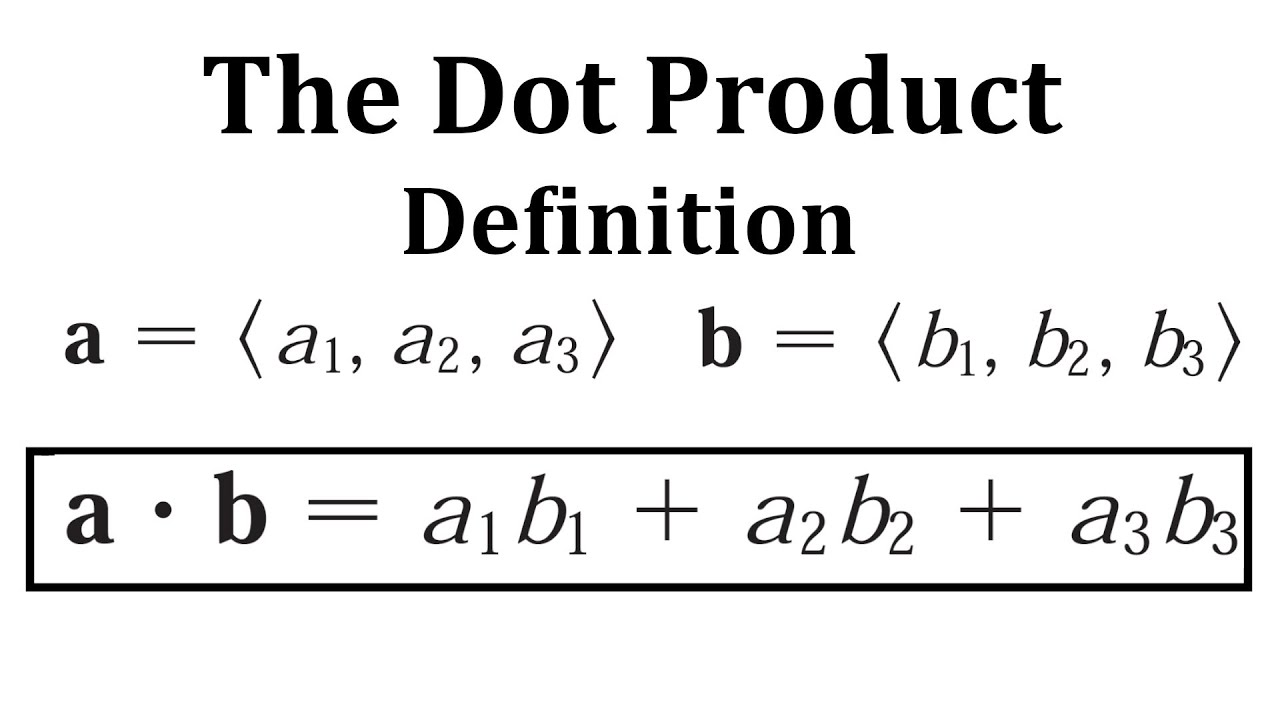 The Dot Product
Definition
a = ⟨a₁, a₂, a₃⟩ b = ⟨b₁, b₂, b₃⟩
a · b = a₁b₁ + a₂b₂ + a₃b₃